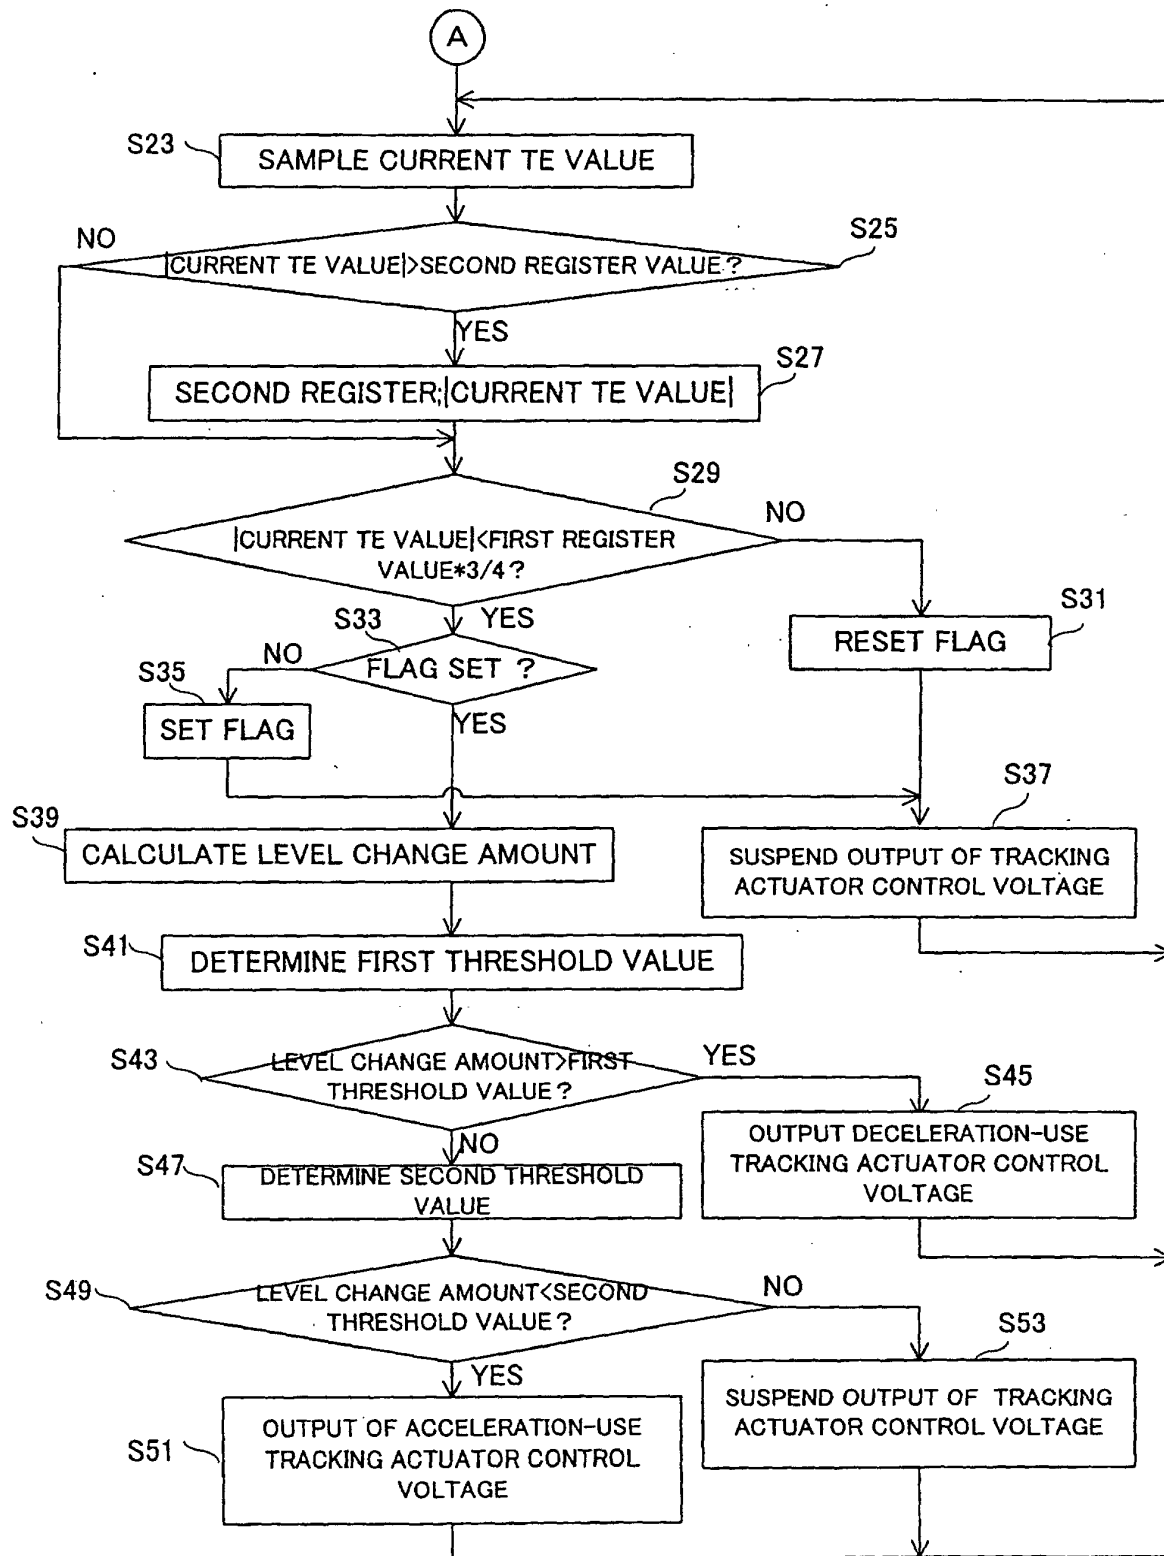 A
S23
SAMPLE CURRENT TE VALUE
NO
S25
|CURRENT TE VALUE|>SECOND REGISTER VALUE?
YES
S27
SECOND REGISTER;|CURRENT TE VALUE|
S29
NO
|CURRENT TE VALUE|<FIRST REGISTER
VALUE*3/4?
S33
YES
S31
RESET FLAG
NO
FLAG SET ?
S35
SET FLAG
YES
S37
S39
CALCULATE LEVEL CHANGE AMOUNT
SUSPEND OUTPUT OF TRACKING
ACTUATOR CONTROL VOLTAGE
S41
DETERMINE FIRST THRESHOLD VALUE
S43
LEVEL CHANGE AMOUNT>FIRST
THRESHOLD VALUE?
YES
S45
OUTPUT DECELERATION-USE
TRACKING ACTUATOR CONTROL
VOLTAGE
NO
S47
DETERMINE SECOND THRESHOLD
VALUE
S49
LEVEL CHANGE AMOUNT<SECOND
THRESHOLD VALUE?
NO
S53
YES
SUSPEND OUTPUT OF TRACKING
ACTUATOR CONTROL VOLTAGE
S51
OUTPUT OF ACCELERATION-USE
TRACKING ACTUATOR CONTROL
VOLTAGE